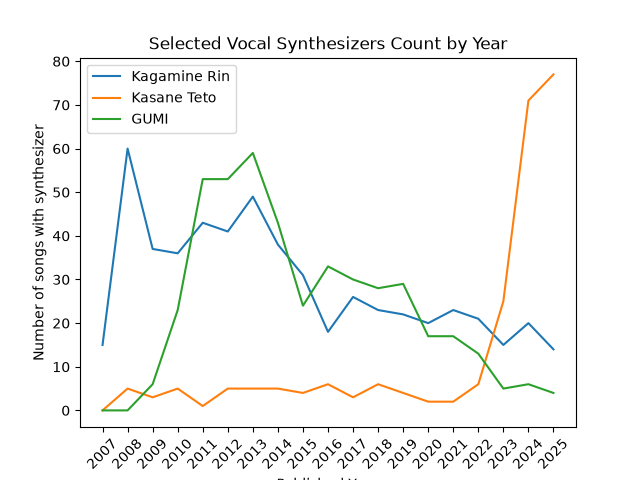 Selected Vocal Synthesizers Count by Year
Kagamine Rin
Kasane Teto
GUMI
Number of songs with synthesizer
80
70
60
50
40
30
20
10
0
2007 2008 2009 2010 2011 2012 2013 2014 2015 2016 2017 2018 2019 2020 2021 2022 2023 2024 2025